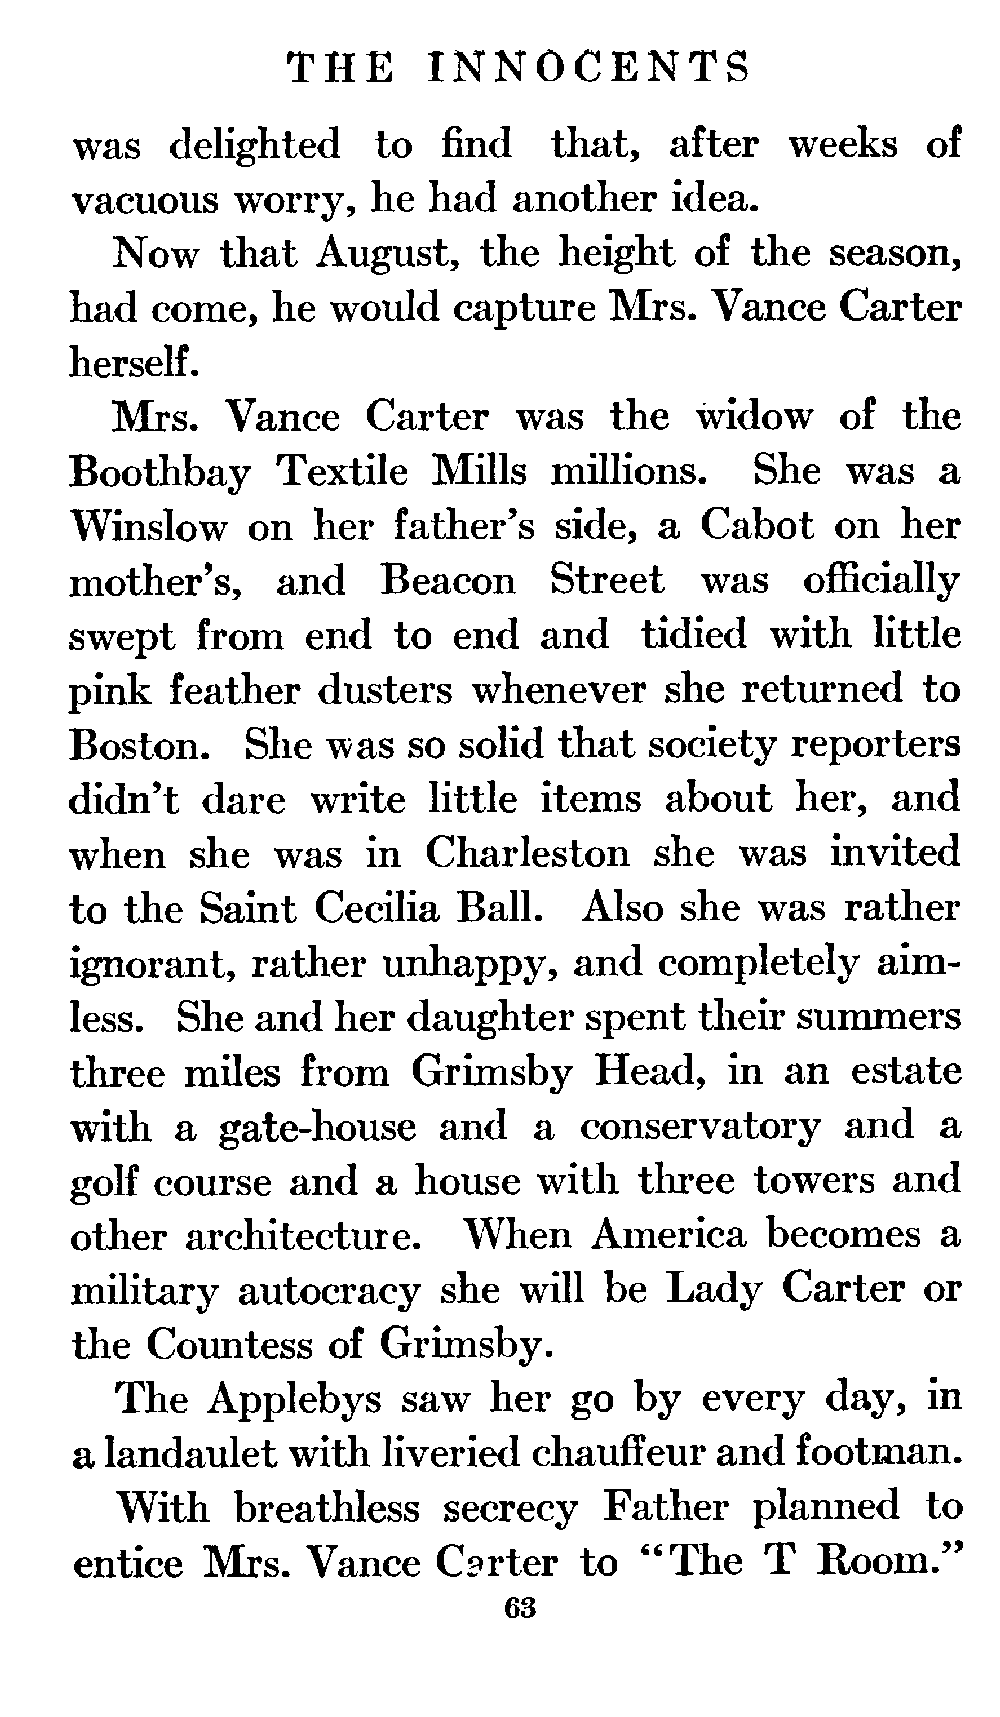 THE INNOCENTS
was delighted to find that, after weeks of
vacuous worry, he had another idea.
Now that August, the height of the season,
had come, he would capture Mrs. Vance Carter
herself.
Mrs. Vance Carter was the widow of the
Boothbay Textile Mills millions. She was a
Winslow on her father's side, a Cabot on her
mother's, and Beacon Street was officially
swept from end to end and tidied with little
pink feather dusters whenever she returned to
Boston. She was so solid that society reporters
didn't dare write little items about her, and
when she was in Charleston she was invited
to the Saint Cecilia Ball. Also she was rather
ignorant, rather unhappy, and completely aim-
less. She and her daughter spent their summers
three miles from Grimsby Head, in an estate
with a gate-house and a conservatory and a
golf course and a house with three towers and
other architecture. When America becomes a
military autocracy she will be Lady Carter or
the Countess of Grimsby.
The Applebys saw her go by every day, in
a landaulet with liveried chauffeur and footman.
With breathless secrecy Father planned to
entice Mrs. Vance Carter to “The T Room.”
63